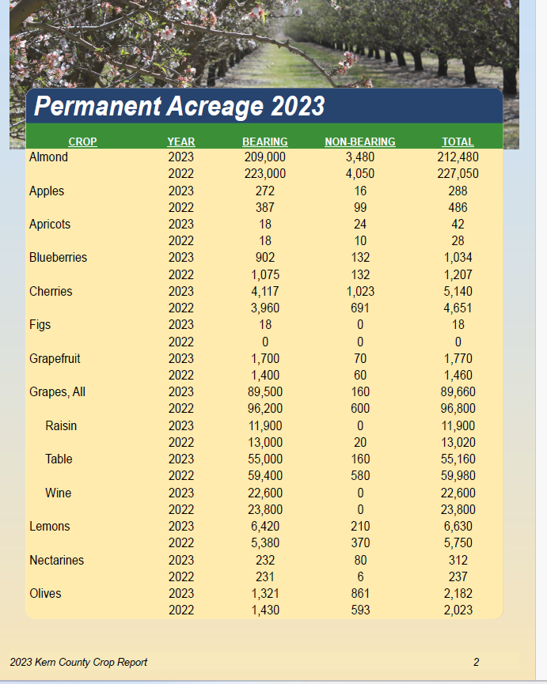 Permanent Acreage 2023
CROP YEAR BEARING NON-BEARING TOTAL
Almond 2023 209,000 3,480 212,480
2022 223,000 4,050 227,050
Apples 2023 272 16 288
2022 387 99 486
Apricots 2023 18 24 42
2022 18 10 28
Blueberries 2023 902 132 1,034
2022 1,075 132 1,207
Cherries 2023 4,117 1,023 5,140
2022 3,960 691 4,651
Figs 2023 18 0 18
2022 0 0 0
Grapefruit 2023 1,700 70 1,770
2022 1,400 60 1,460
Grapes, All 2023 89,500 160 89,660
2022 96,200 600 96,800
Raisin 2023 11,900 0 11,900
2022 13,000 20 13,020
Table 2023 55,000 160 55,160
2022 59,400 580 59,980
Wine 2023 22,600 0 22,600
2022 23,800 0 23,800
Lemons 2023 6,420 210 6,630
2022 5,380 370 5,750
Nectarines 2023 232 80 312
2022 231 6 237
Olives 2023 1,321 861 2,182
2022 1,430 593 2,023
2023 Kern County Crop Report 2